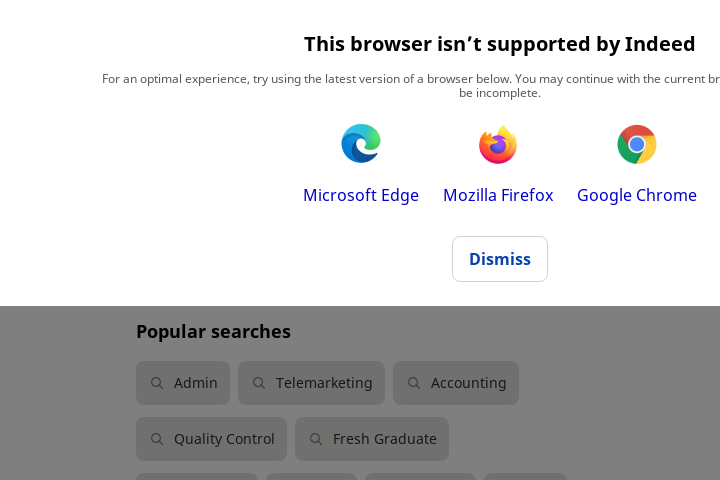 This browser isn’t supported by Indeed
For an optimal experience, try using the latest version of a browser below. You may continue with the current
be incomplete.
Microsoft Edge
Mozilla Firefox
Google Chrome
Dismiss
Popular searches
Admin
Telemarketing
Accounting
Quality Control
Fresh Graduate